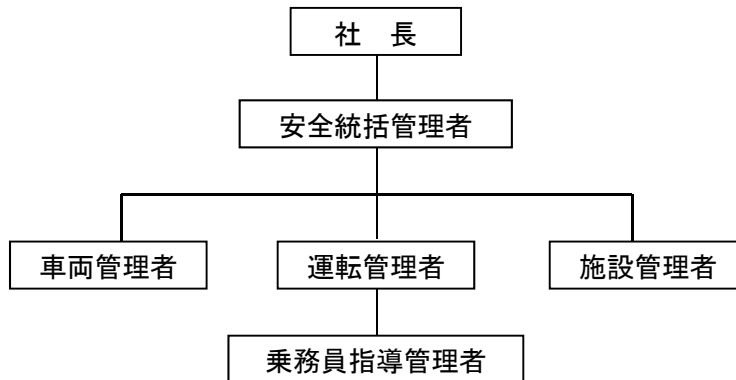 社　長
安全統括管理者
車両管理者
運転管理者
施設管理者
乗務員指導管理者